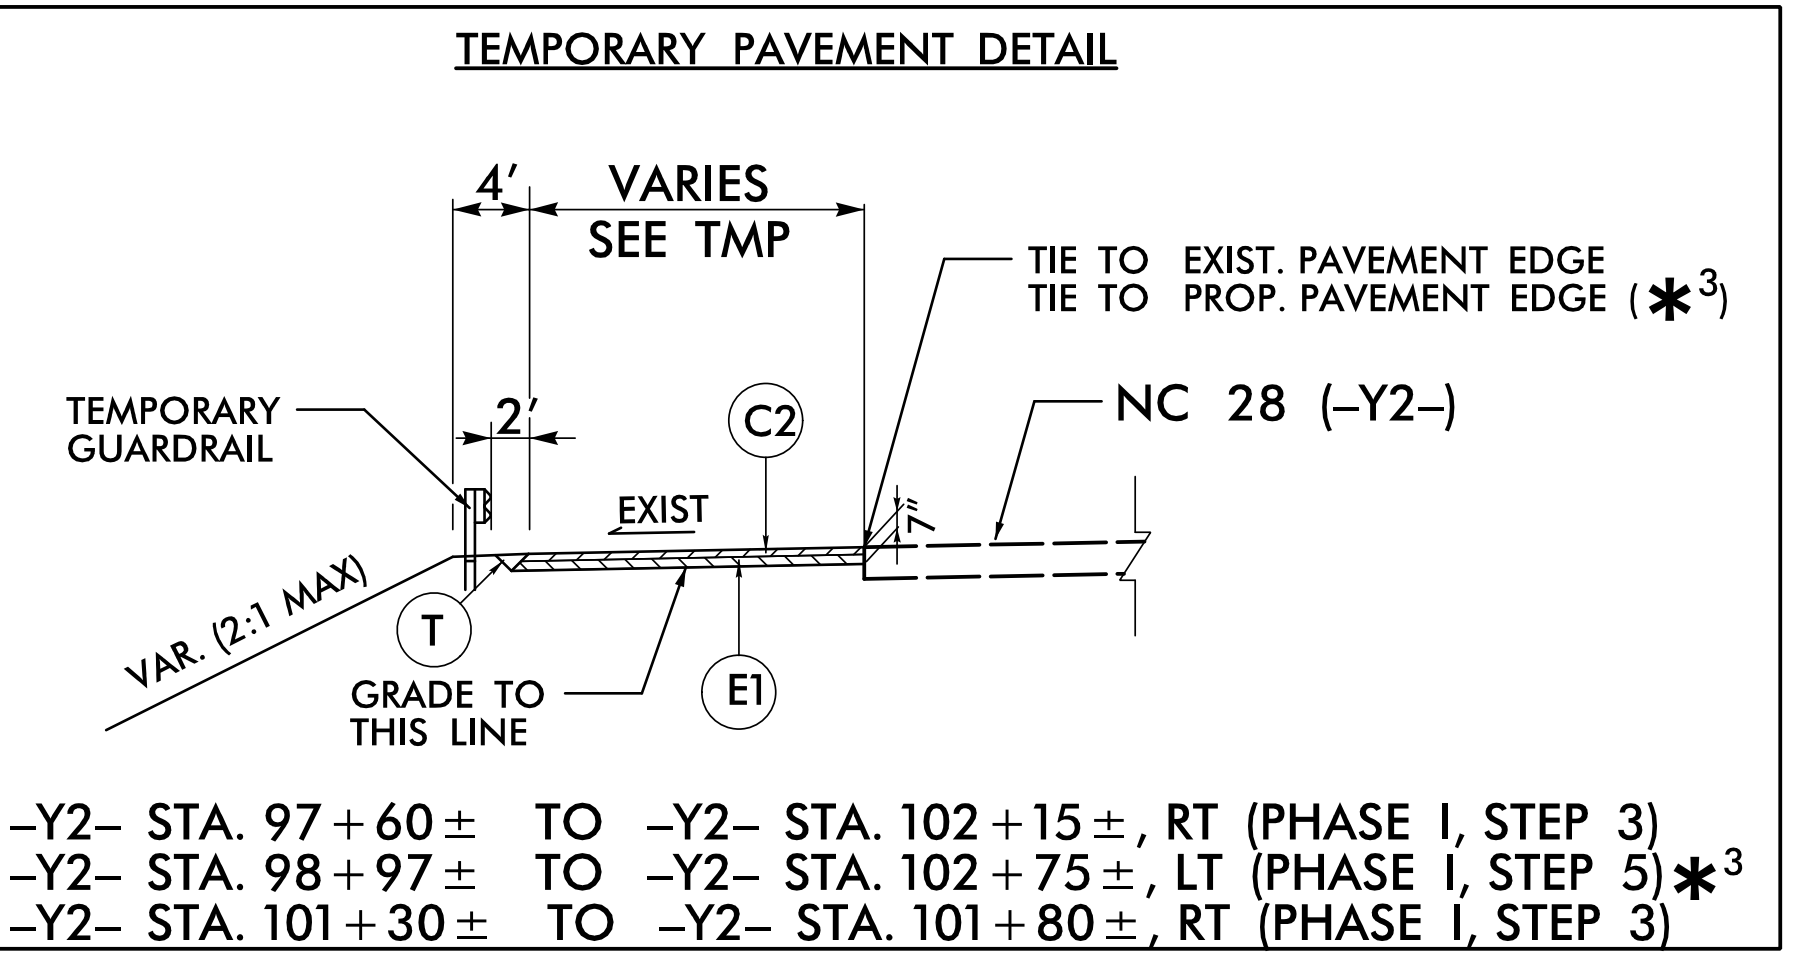 TEMPORARY PAVEMENT DETAIL
4'
VARIES
SEE TMP
TIE TO EXIST. PAVEMENT EDGE
TIE TO PROP. PAVEMENT EDGE (*3)
TEMPORARY
GUARDRAIL
2'
C2
NC 28 (–Y2–)
EXIST
7"
VAR. (2:1 MAX)
T
GRADE TO
THIS LINE
E1
–Y2– STA. 97+60± TO –Y2– STA. 102+15±, RT (PHASE I, STEP 3)
–Y2– STA. 98+97± TO –Y2– STA. 102+75±, LT (PHASE I, STEP 5)*3
–Y2– STA. 101+30± TO –Y2– STA. 101+80±, RT (PHASE I, STEP 3)